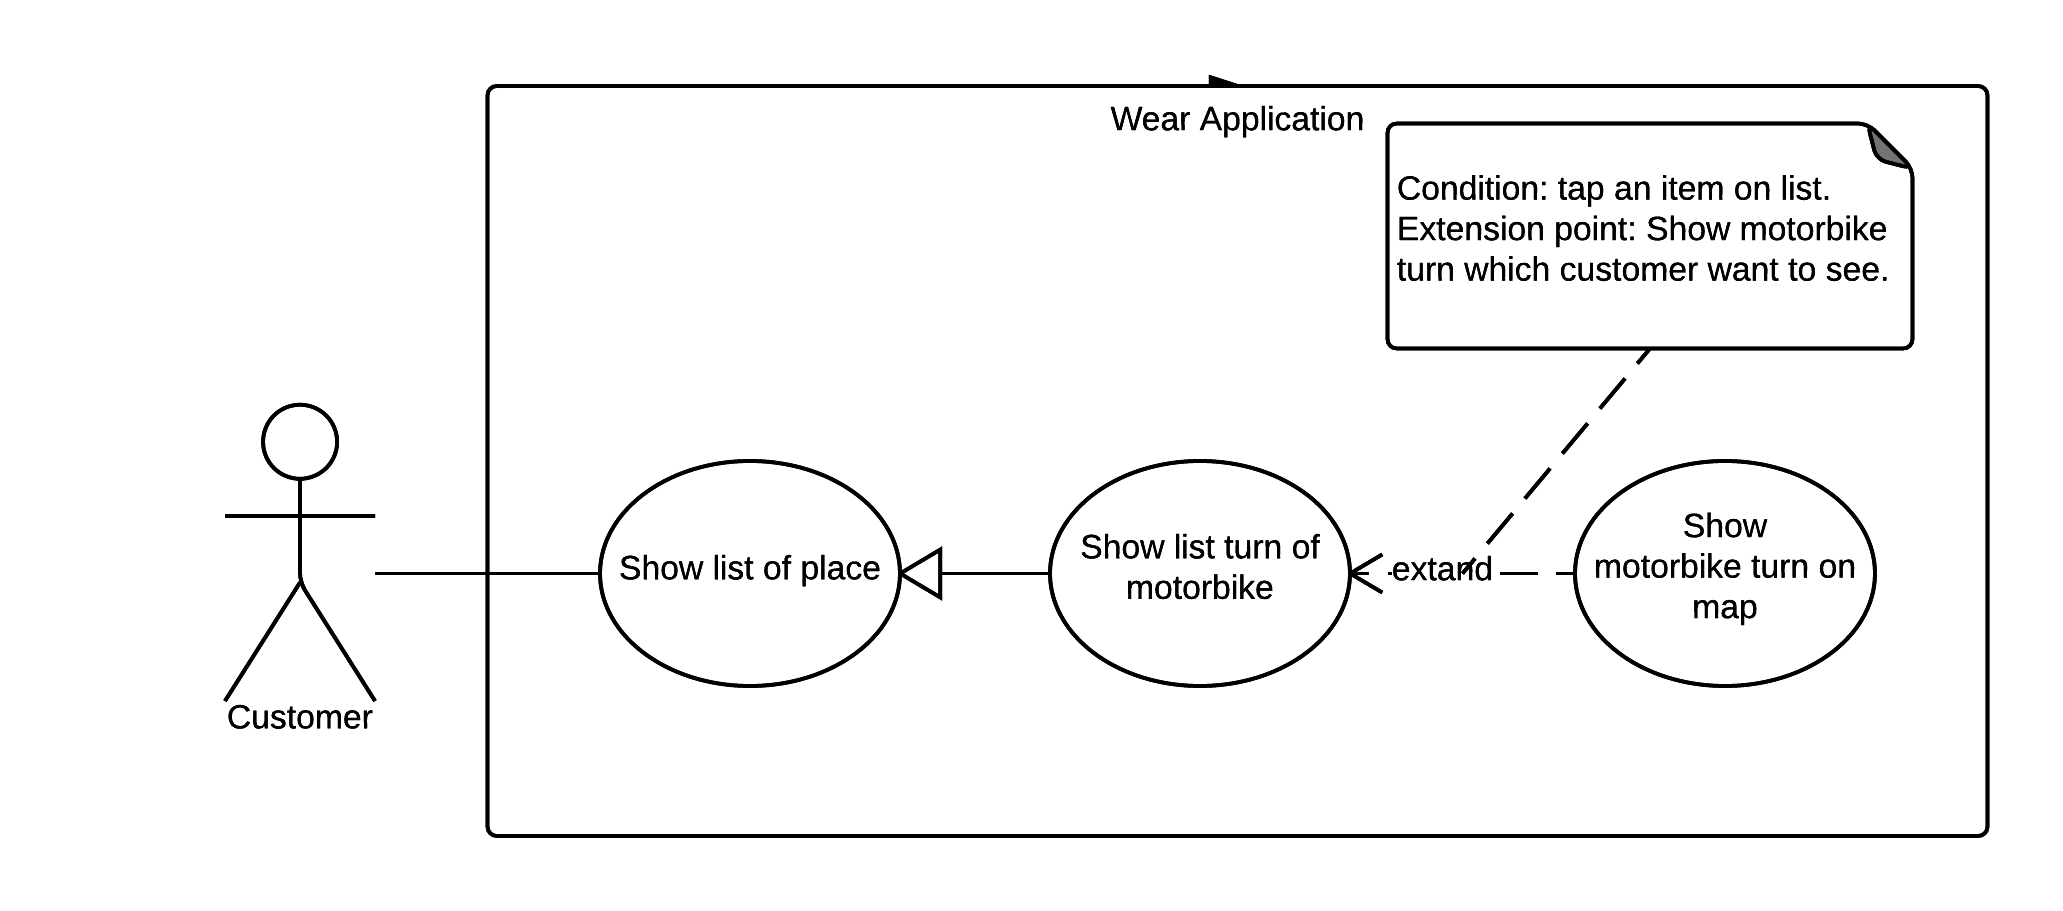 Wear Application
Condition: tap an item on list.
Extension point: Show motorbike
turn which customer want to see.
Show list of place
Show list turn of
motorbike
extand
Show
motorbike turn on
map
Customer